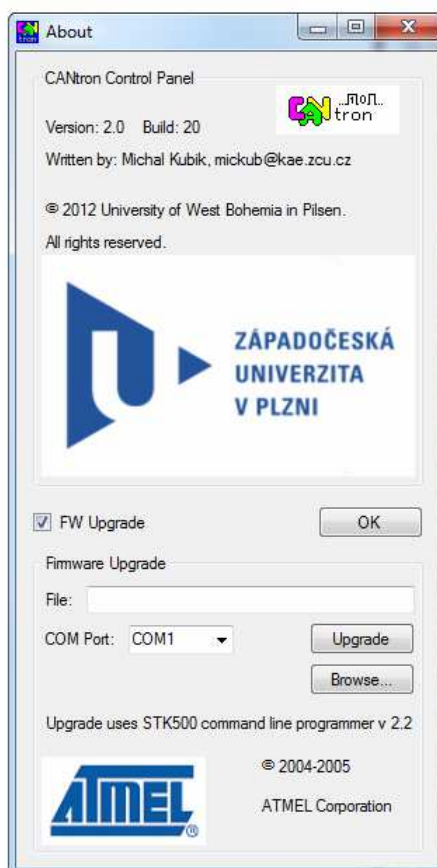 About
CANtron Control Panel
CAN ..mon.. tron
Version: 2.0 Build: 20
Written by: Michal Kubik, mickub@kae.zcu.cz
© 2012 University of West Bohemia in Pilsen.
All rights reserved.
ZÁPADOČESKÁ
UNIVERZITA
V PLZNI
FW Upgrade
OK
Firmware Upgrade
File:
COM Port: COM1
Upgrade
Browse...
Upgrade uses STK500 command line programmer v 2.2
ATMEL ®
© 2004-2005
ATMEL Corporation